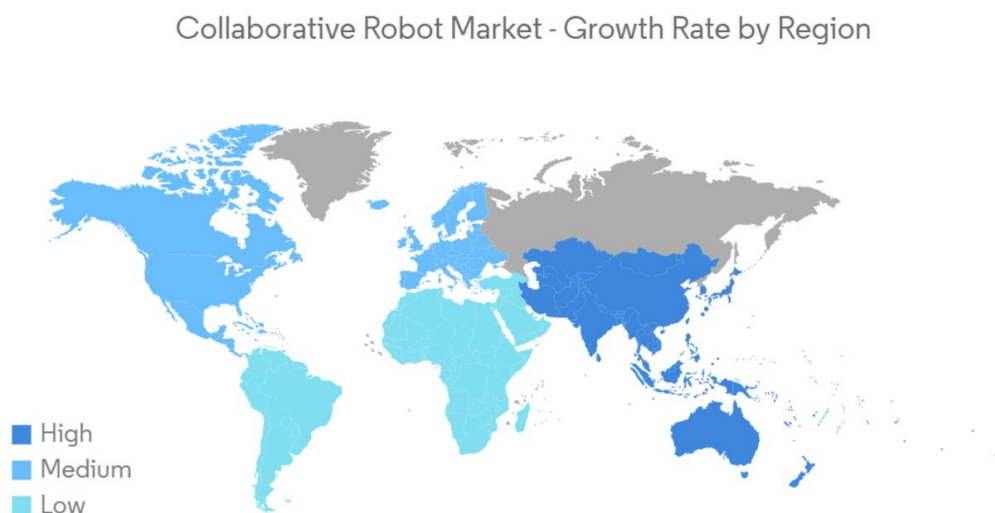 Collaborative Robot Market - Growth Rate by Region
High
Medium
Low